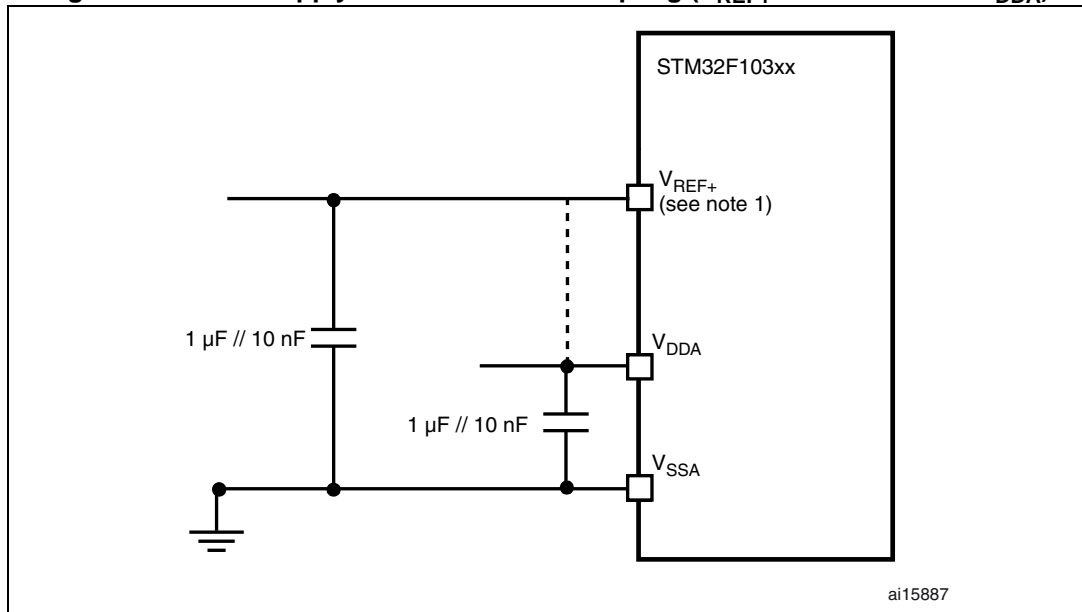 STM32F103xx
VREF+
(see note 1)
1 µF // 10 nF
VDDA
1 µF // 10 nF
VSSA
ai15887